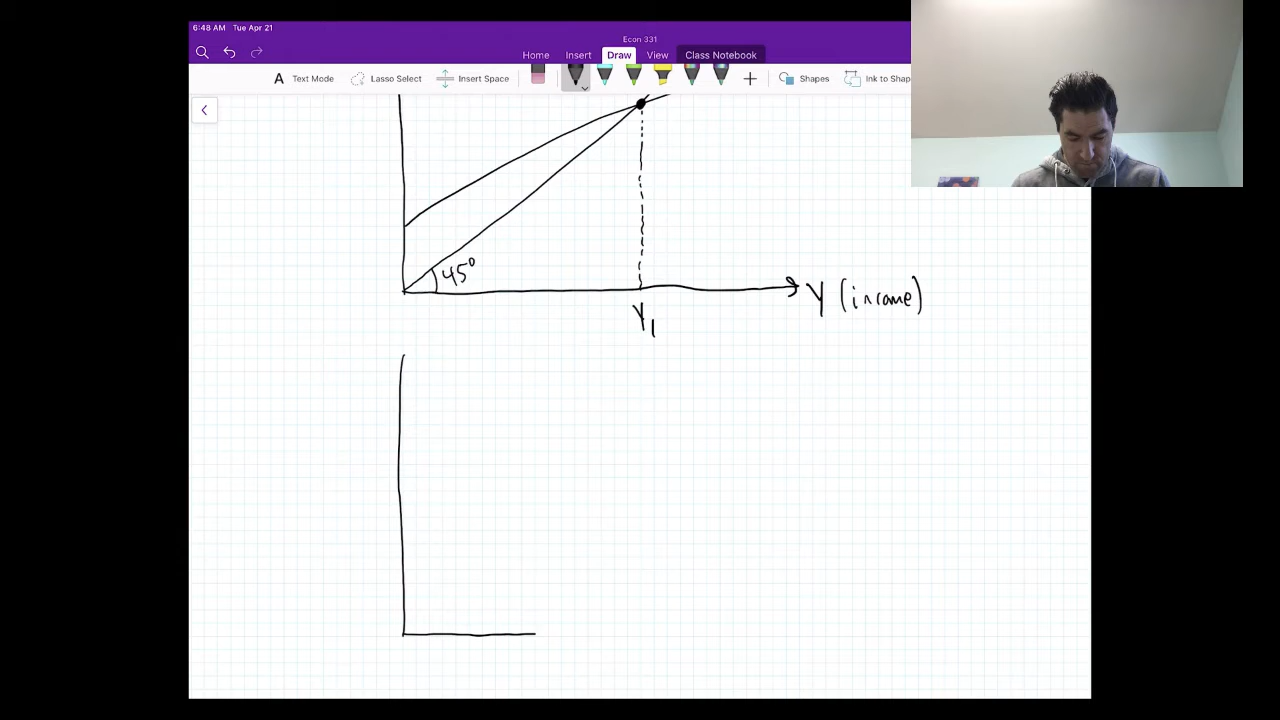 6:48 AM Tue Apr 21
Econ 331
Home Insert Draw View Class Notebook
A Text Mode Lasso Select Insert Space Shapes Ink to Shap
45°
Y (income)
Y1